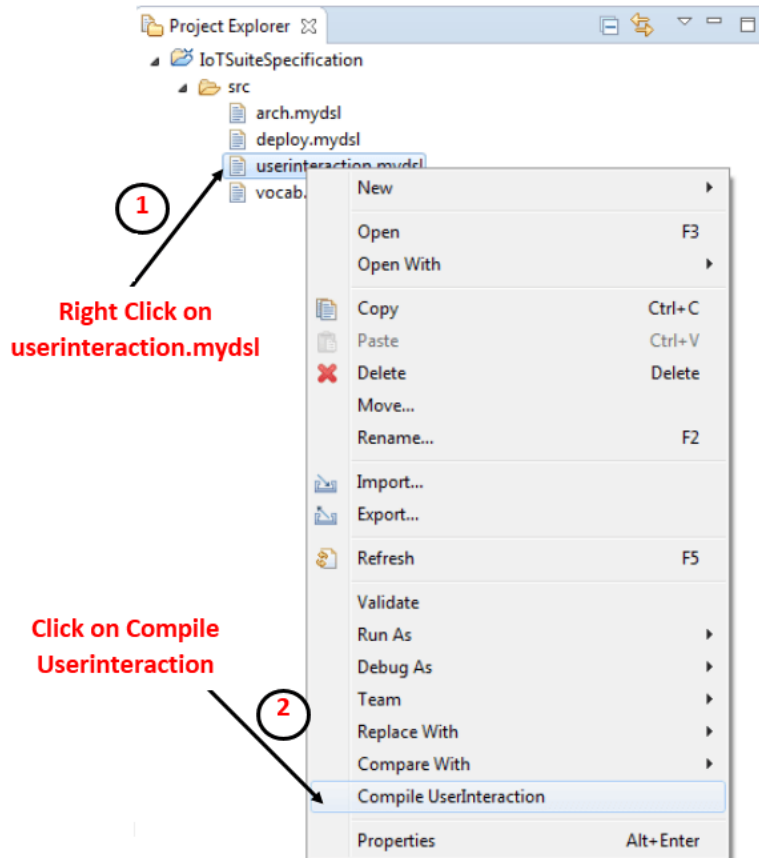 Project Explorer
IoTSuiteSpecification
src
arch.mydsl
deploy.mydsl
userinteraction.mydsl
vocab.
1
Right Click on
userinteraction.mydsl
New
Open F3
Open With
Copy Ctrl+C
Paste Ctrl+V
Delete Delete
Move...
Rename... F2
Import...
Export...
Refresh F5
Validate
Run As
Debug As
Team
Replace With
Compare With
Compile UserInteraction
Properties Alt+Enter
Click on Compile
Userinteraction
2